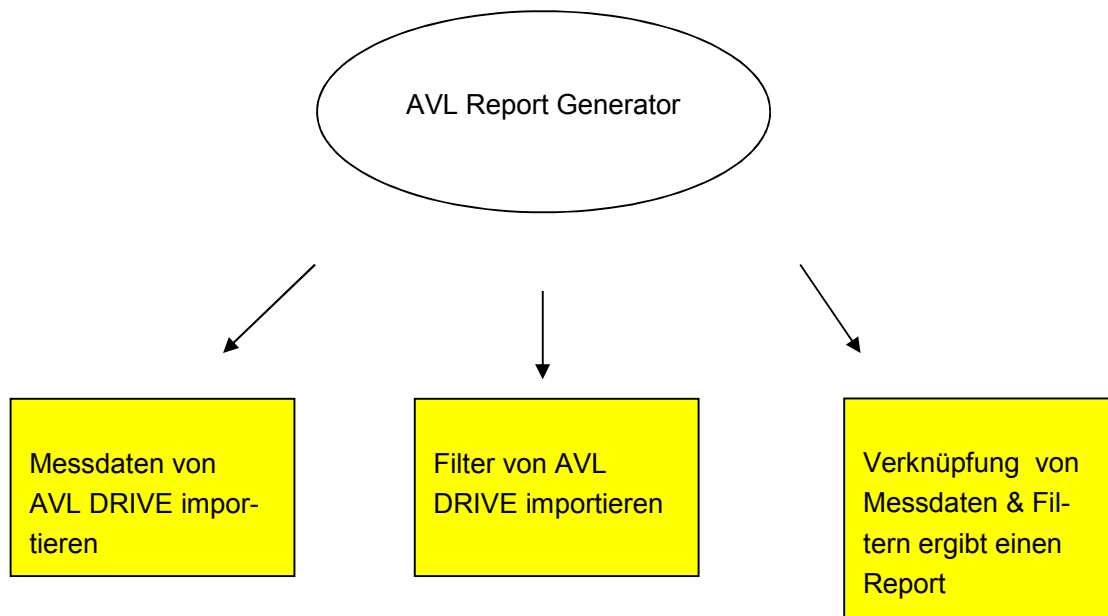 AVL Report Generator
Messdaten von
AVL DRIVE impor-
tieren
Filter von AVL
DRIVE importieren
Verknüpfung von
Messdaten & Fil-
tern ergibt einen
Report